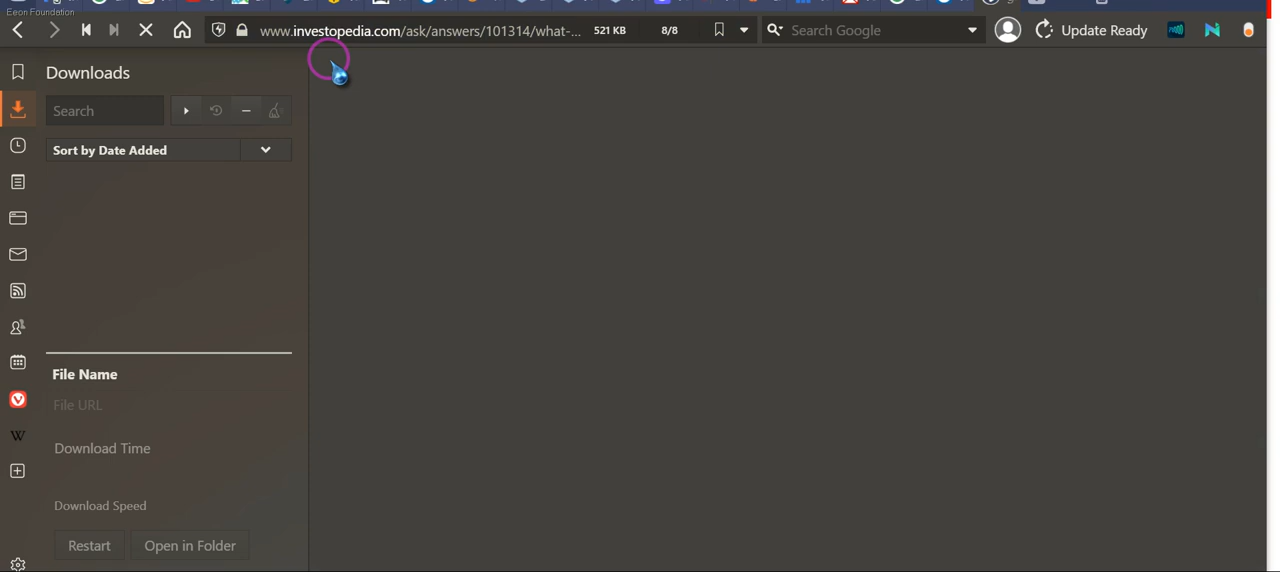 Eeon Foundation
www.investopedia.com/ask/answers/101314/what-... 521 KB 8/8 Search Google Update Ready
Downloads
Search
Sort by Date Added
File Name
File URL
Download Time
Download Speed
Restart Open in Folder